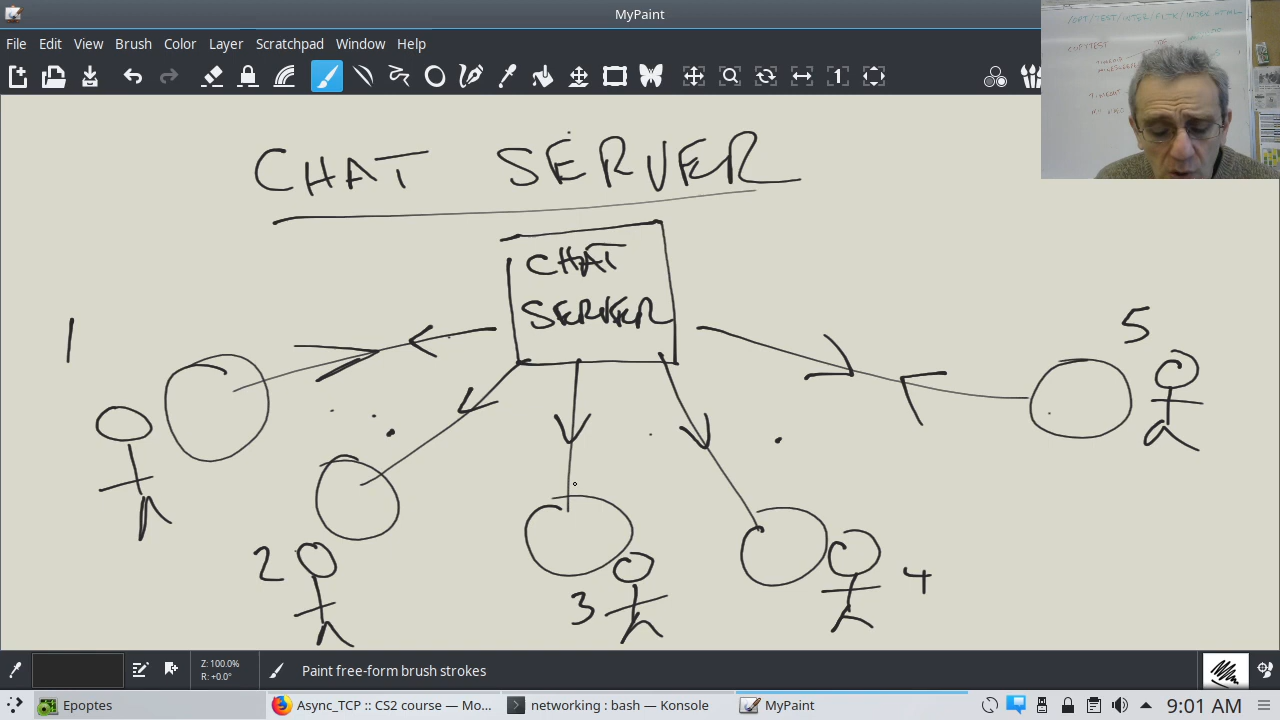 MyPaint
File Edit View Brush Color Layer Scratchpad Window Help
CHAT SERVER
CHAT
SERVER
1
5
2
3
4
Z: 100.0%
R: +0.0°
Paint free-form brush strokes
Epoptes
Async_TCP :: CS2 course — Mo...
networking : bash — Konsole
MyPaint
9:01 AM